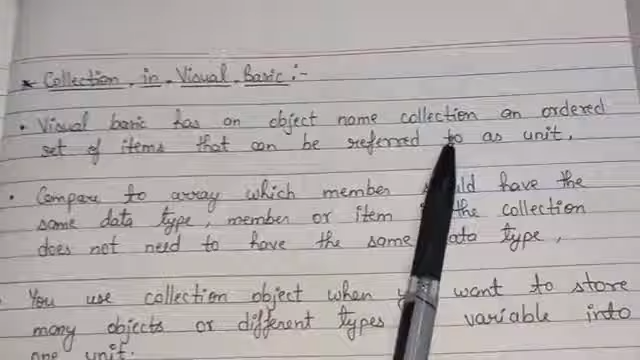 * Collection in Visual Basic :-
• Visual basic has an object name collection an ordered
set of items that can be referred to as unit.
• Compare to array which member should have the
same data type, member or item the collection
does not need to have the same data type,
You use collection object when you want to store
many objects or different types variable into
one unit.